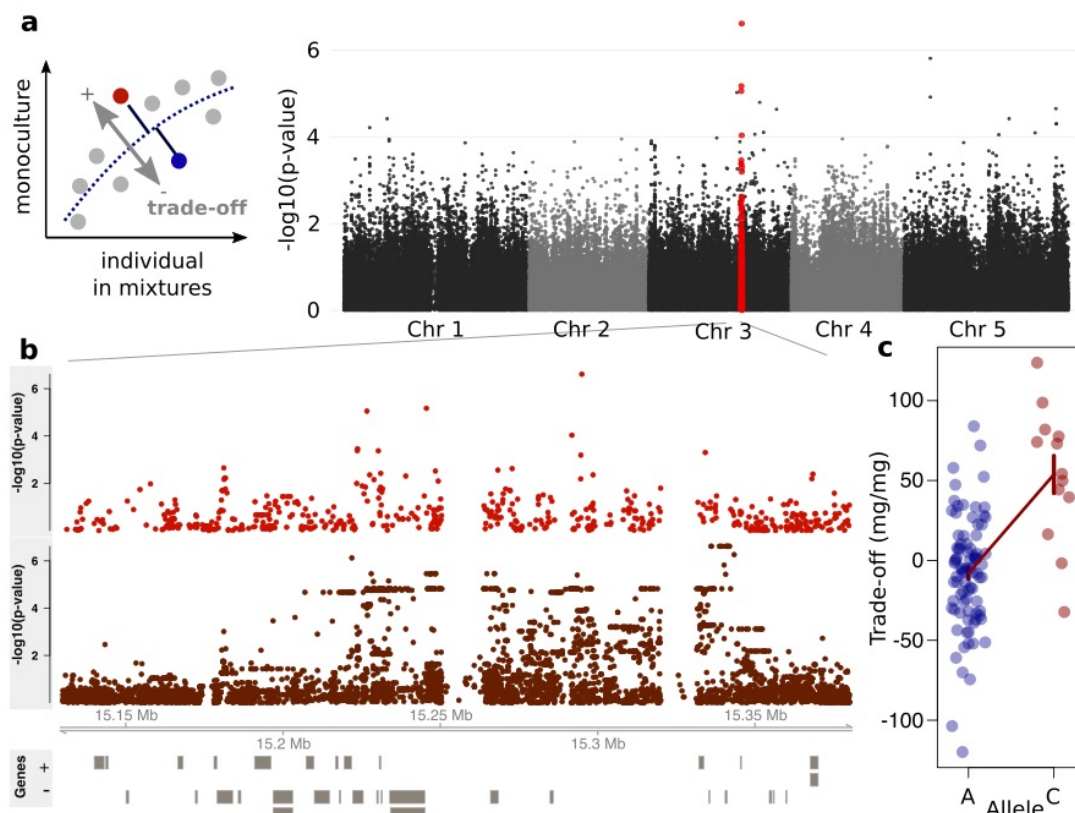 a
monoculture
+
-
trade-off
individual
in mixtures
-log10(p-value)
6
4
2
0
Chr 1
Chr 2
Chr 3
Chr 4
Chr 5
b
-log10(p-value)
6
4
2
-log10(p-value)
6
4
2
15.15 Mb
15.25 Mb
15.35 Mb
15.2 Mb
15.3 Mb
Genes
+
-
c
Trade-off (mg/mg)
100
50
0
-50
-100
A
C
Allele